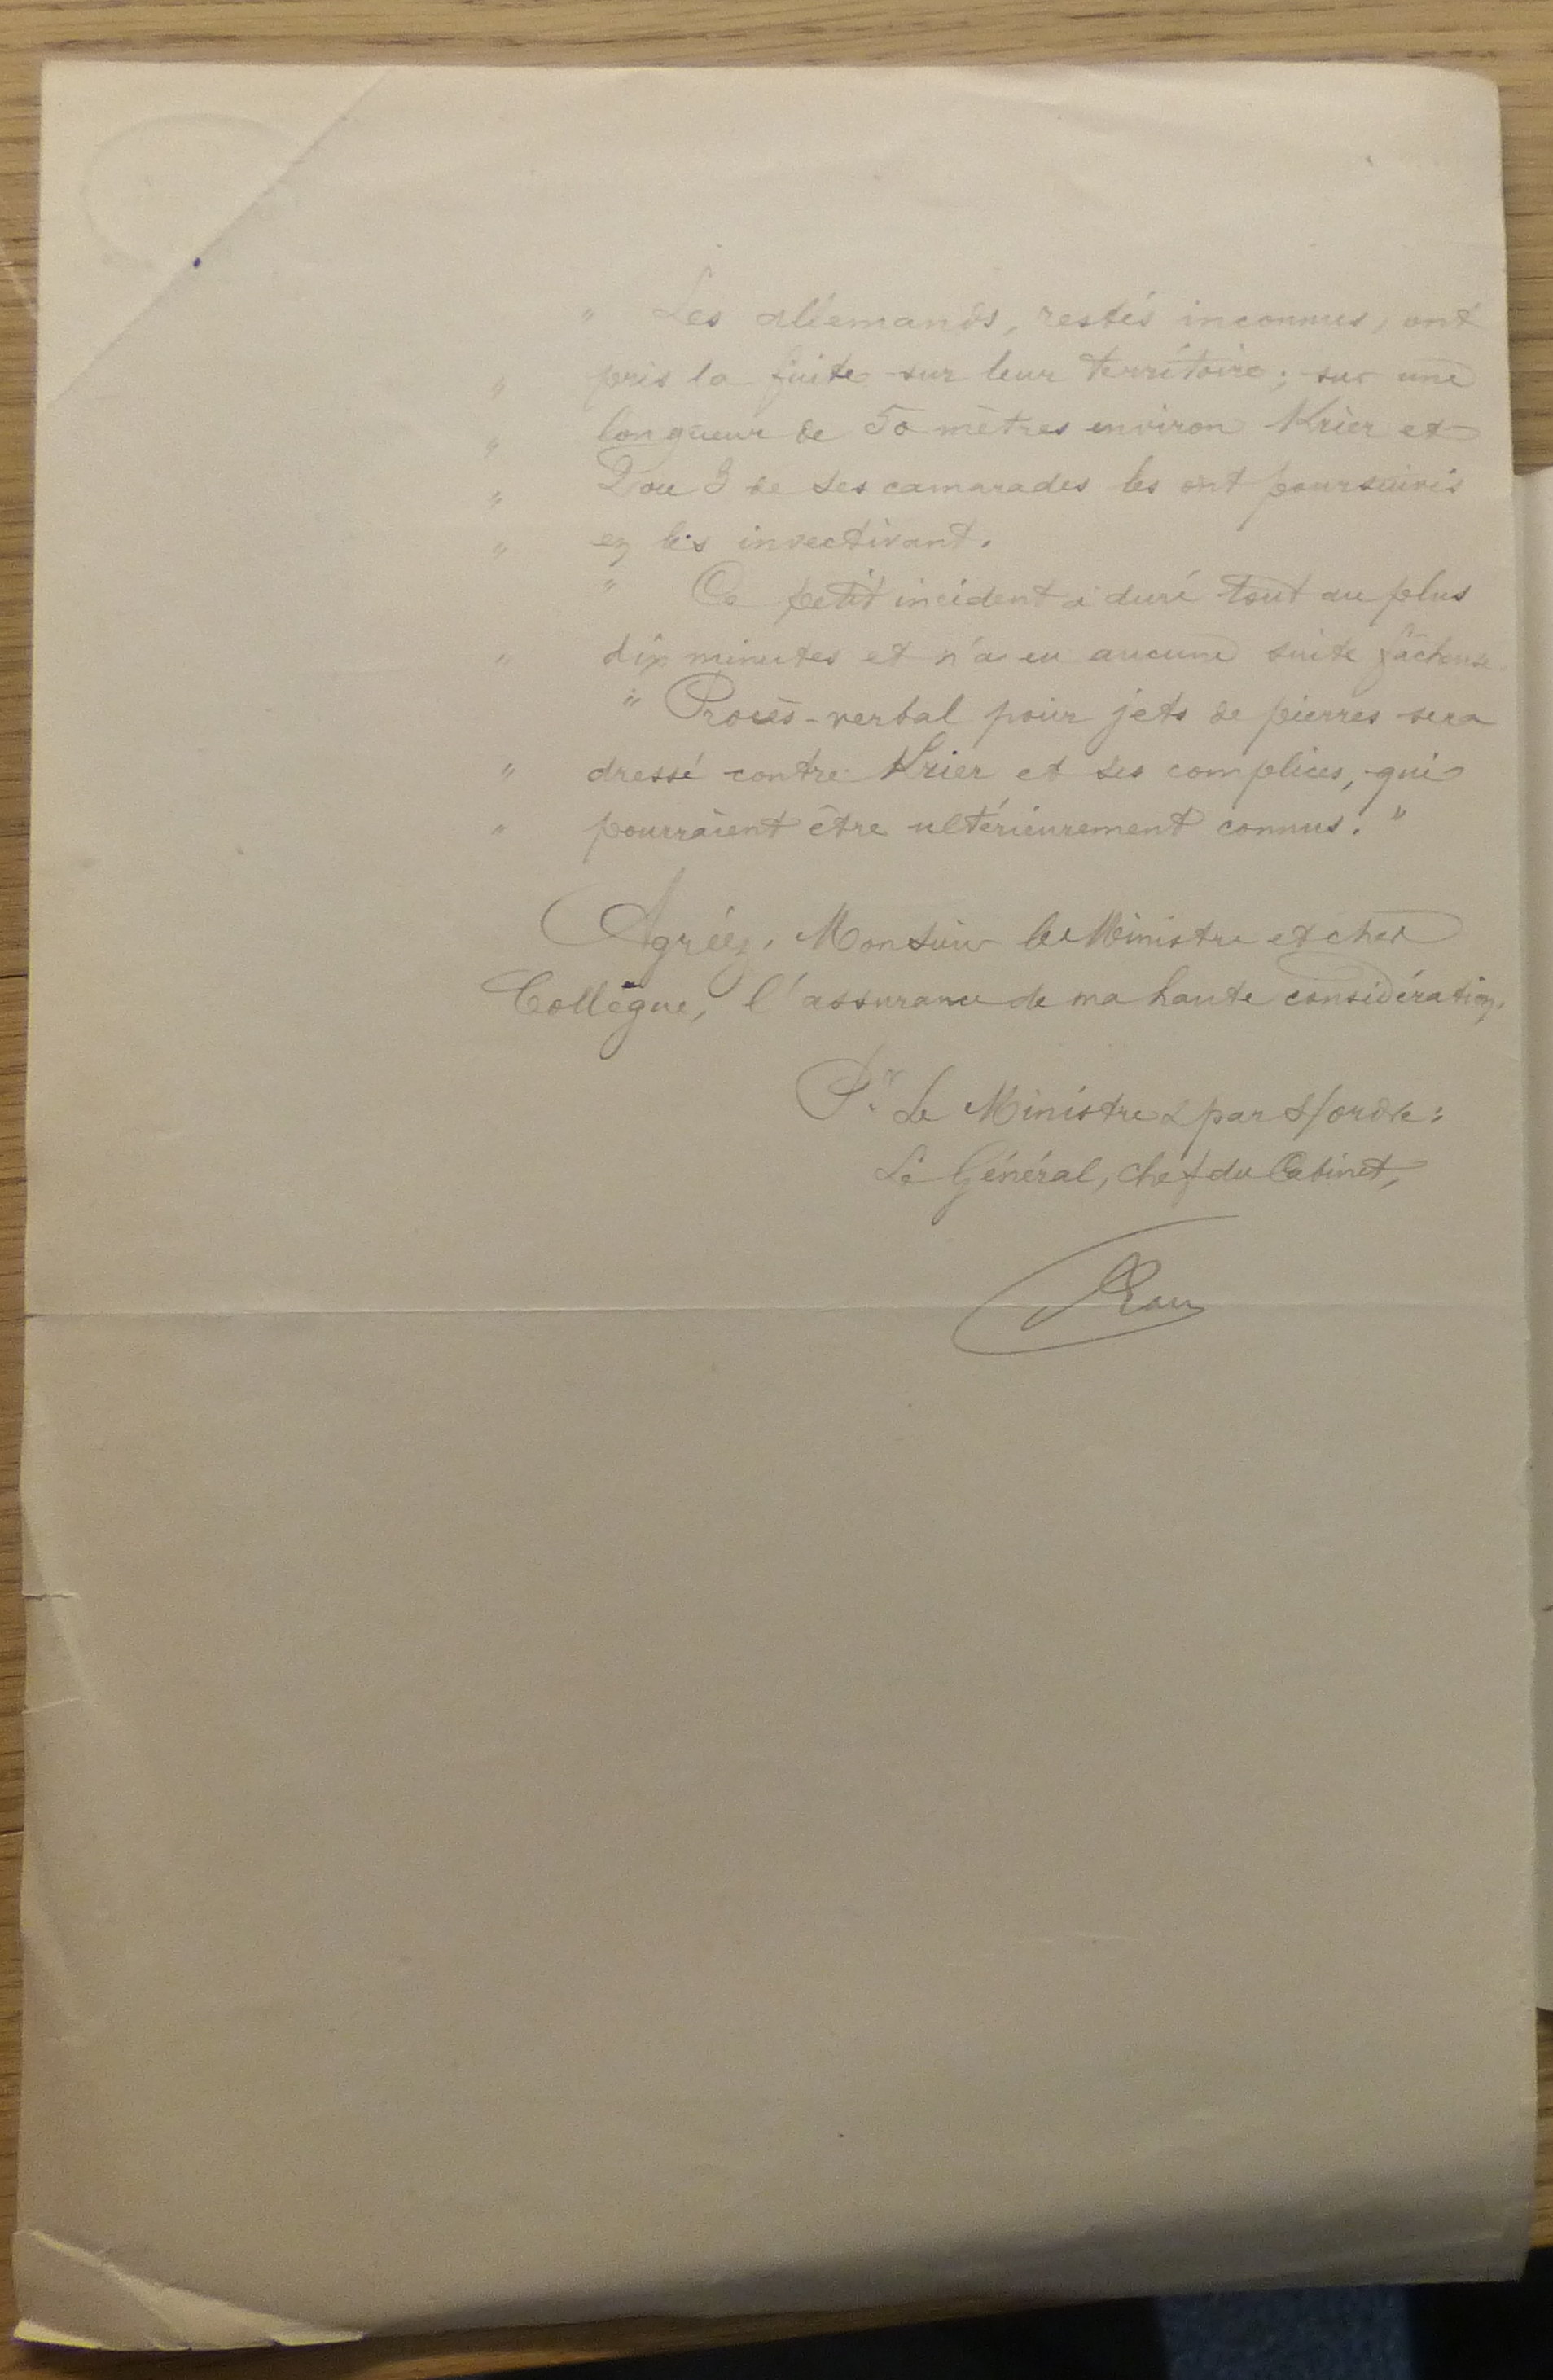 " Les allemands, restés inconnus, ont
" pris la fuite sur leur territoire ; sur une
" longueur de 50 mètres environ Krier et
" 2 ou 3 de ses camarades les ont poursuivis
" en les invectivant.
" Ce petit incident a duré tout au plus
" dix minutes et n'a eu aucune suite fâcheuse.
" Procès-verbal pour jets de pierres sera
" dressé contre Krier et ses complices, qui
" pourraient être ultérieurement connus. "
Agréez, Monsieur le Ministre et cher
Collègue, l'assurance de ma haute considération.
Pr. Le Ministre & par s/ordre :
Le Général, chef du Cabinet,